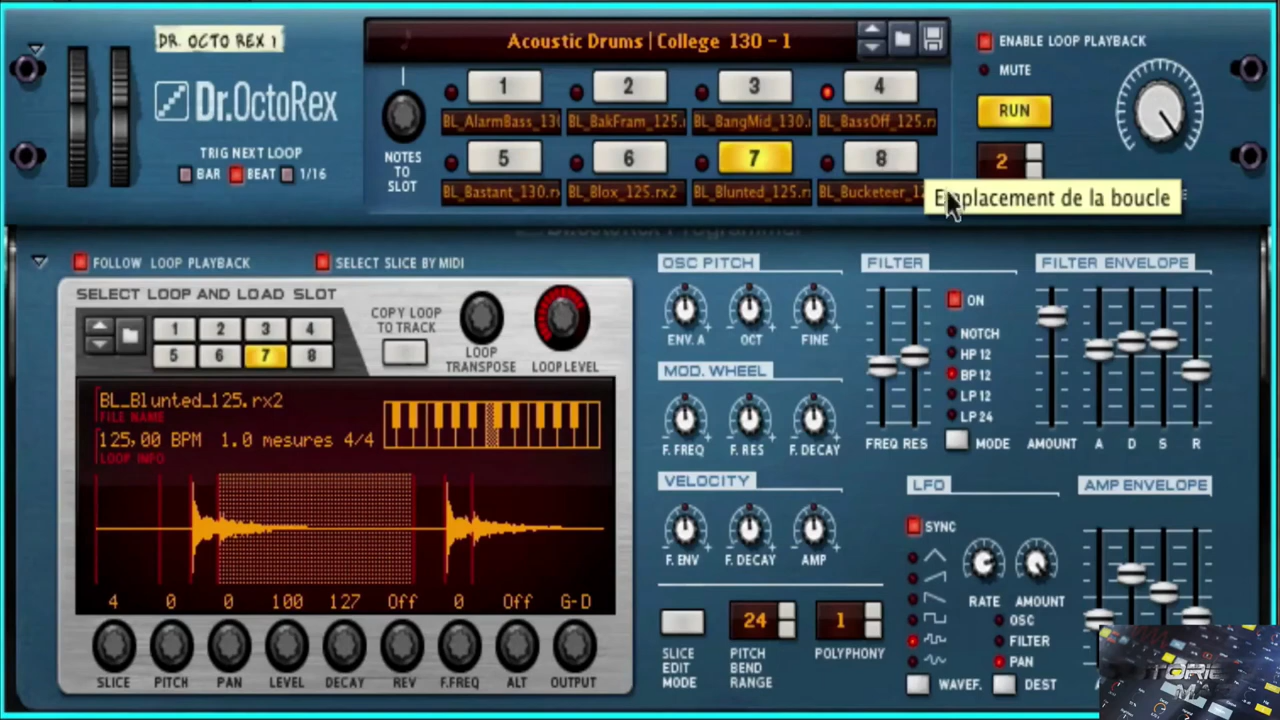 DR. OCTO REX 1
Acoustic Drums | College 130 - 1
ENABLE LOOP PLAYBACK
MUTE
Dr.OctoRex
1 2 3 4
RUN
BL_AlarmBass_130
BL_BakFram_125.r
BL_BangMid_130.r
BL_BassOff_125.rx
TRIG NEXT LOOP
BAR BEAT 1/16
NOTES
TO
SLOT
5 6 7 8
2
BL_Bastant_130.rx
BL_Blox_125.rx2
BL_Blunted_125.rx
BL_Bucketeer_12
Emplacement de la boucle
FOLLOW LOOP PLAYBACK
SELECT SLICE BY MIDI
SELECT LOOP AND LOAD SLOT
1 2 3 4
5 6 7 8
COPY LOOP
TO TRACK
LOOP
TRANSPOSE
LOOP LEVEL
BL_Blunted_125.rx2
FILE NAME
125,00 BPM 1.0 mesures 4/4
LOOP INFO
4 0 0 100 127 Off 0 Off G-D
SLICE PITCH PAN LEVEL DECAY REV F.FREQ ALT OUTPUT
OSC PITCH
ENV. A OCT FINE
MOD. WHEEL
F. FREQ F. RES F. DECAY
VELOCITY
F. ENV F. DECAY AMP
SLICE
EDIT
MODE
24
PITCH
BEND
RANGE
1
POLYPHONY
FILTER
ON
NOTCH
HP 12
BP 12
LP 12
LP 24
FREQ RES MODE
FILTER ENVELOPE
AMOUNT A D S R
LFO
SYNC
RATE AMOUNT
OSC
FILTER
PAN
WAVEF. DEST
AMP ENVELOPE